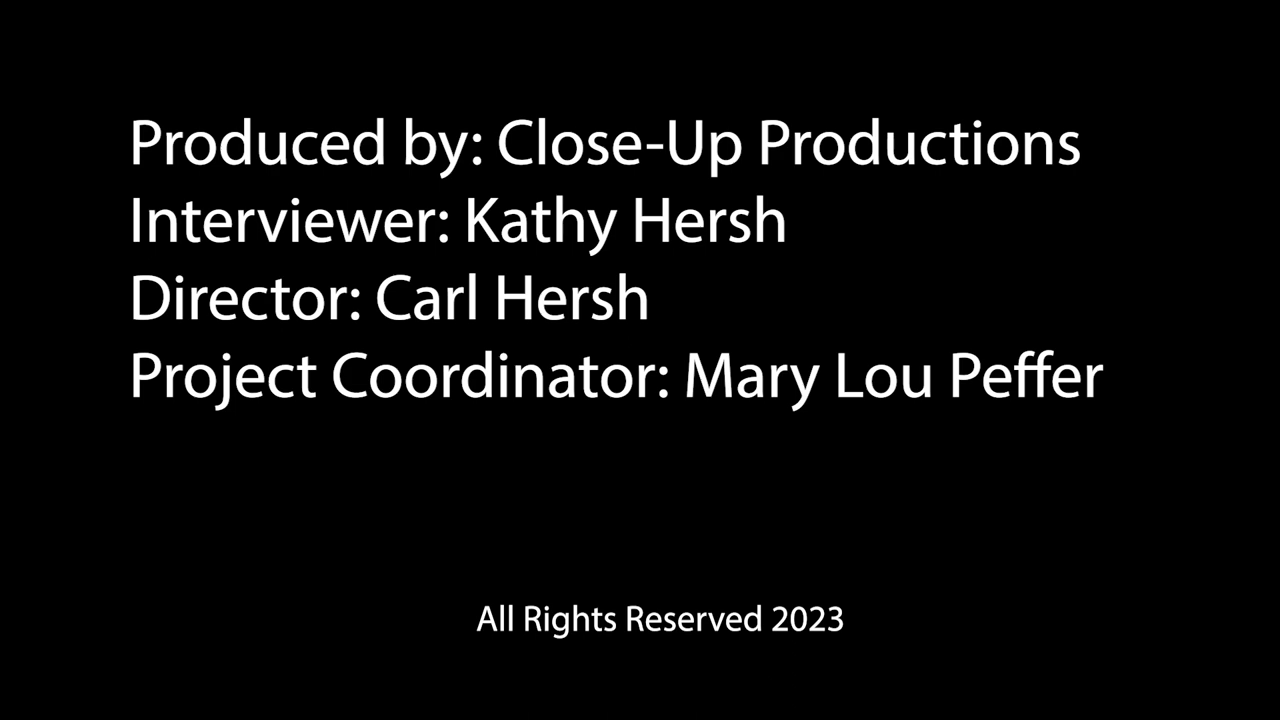 Produced by: Close-Up Productions
Interviewer: Kathy Hersh
Director: Carl Hersh
Project Coordinator: Mary Lou Peffer
All Rights Reserved 2023